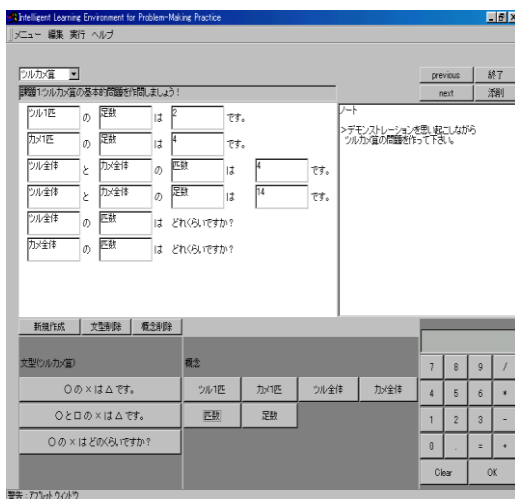 Intelligent Learning Environment for Problem-Making Practice
メニュー 編集 実行 ヘルプ
ツルカメ算
previous 終了
課題1:ツルカメ算の基本的問題を作問しましょう!
next 添削
ツル1匹 の 足数 は 2 です。
カメ1匹 の 足数 は 4 です。
ツル全体 と カメ全体 の 匹数 は 4 です。
ツル全体 と カメ全体 の 足数 は 14 です。
ツル全体 の 匹数 は どれくらいですか?
カメ全体 の 匹数 は どれくらいですか?
ノート
>デモンストレーションを思い起こしながら
ツルカメ算の問題を作って下さい。
新規作成 文型削除 概念削除
文型(ツルカメ算) 概念
○の×は△です。 ツル1匹 カメ1匹 ツル全体 カメ全体
○と□の×は△です。 匹数 足数
○の×はどのくらいですか?
7 8 9 /
4 5 6 *
1 2 3 -
0 . = +
Clear OK
警告 : アプレット ウィンドウ